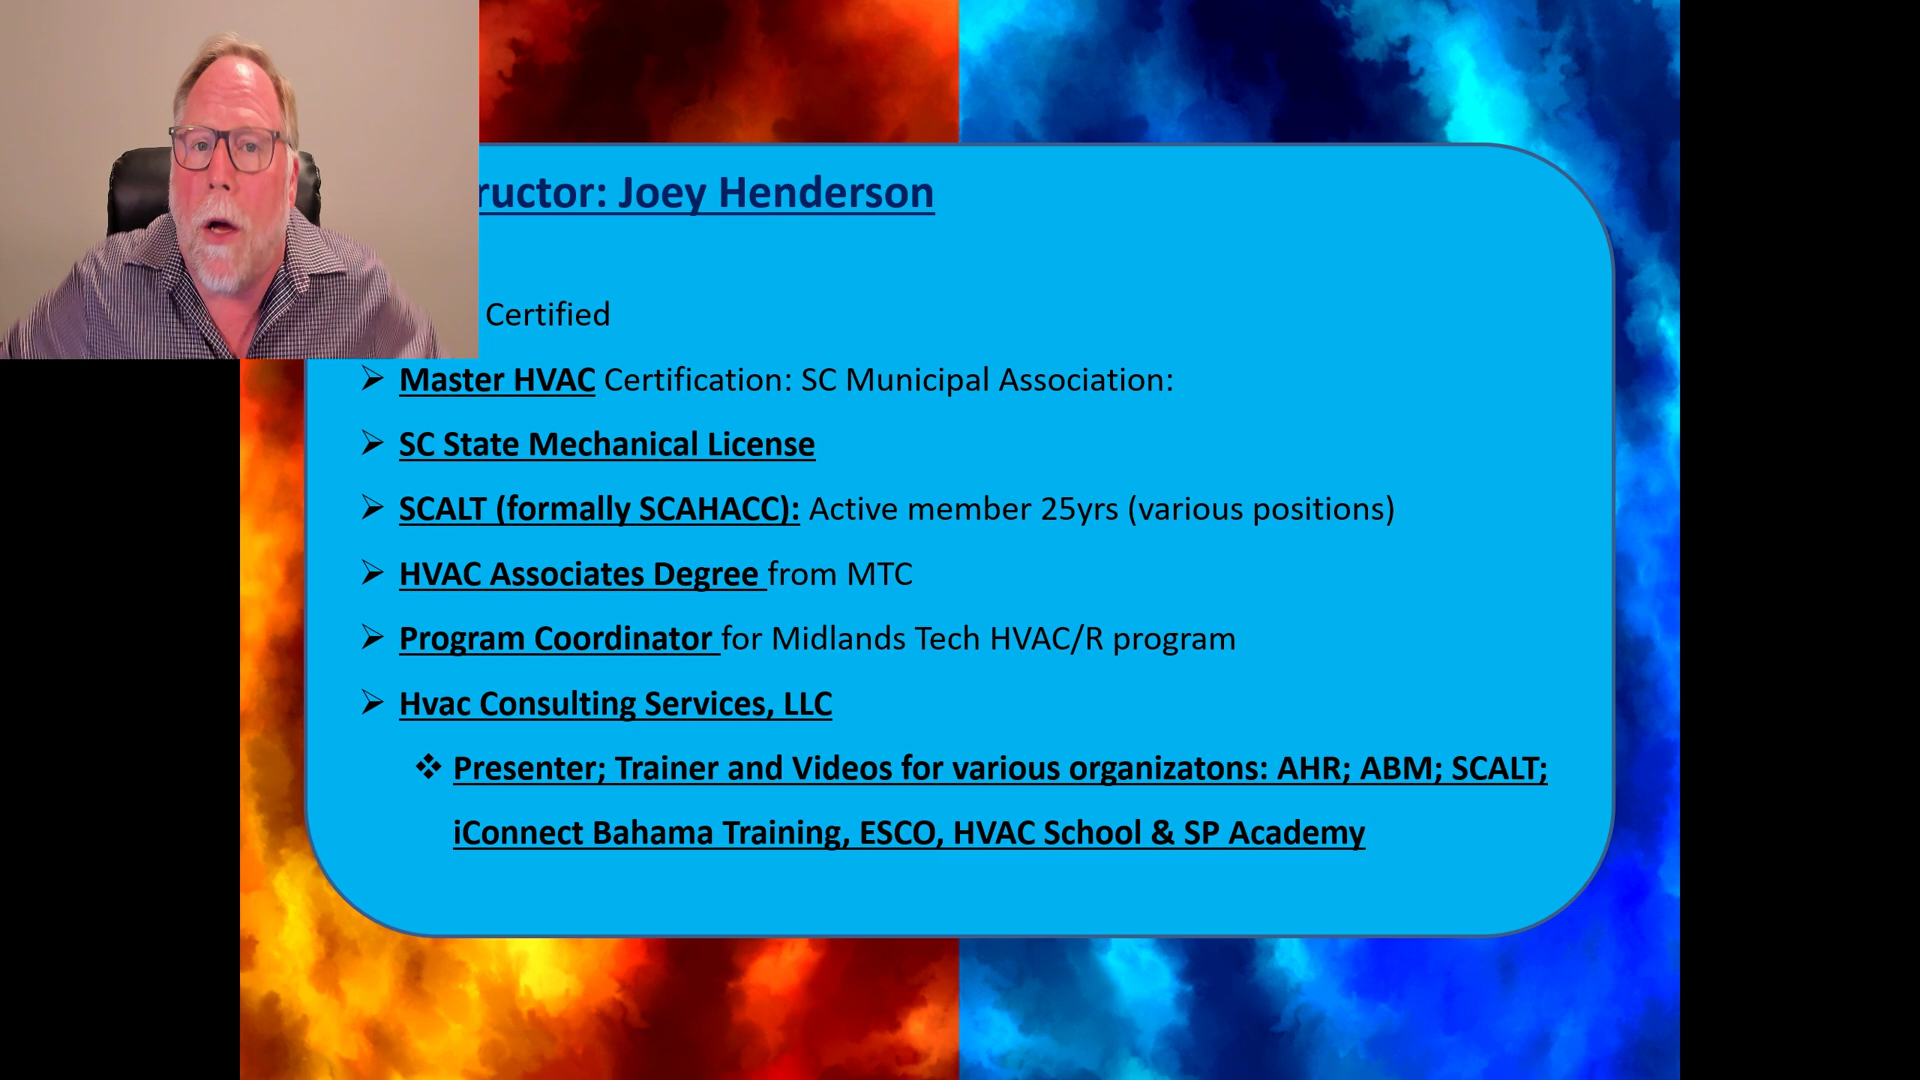 ructor: Joey Henderson
Certified
Master HVAC Certification: SC Municipal Association:
SC State Mechanical License
SCALT (formally SCAHACC): Active member 25yrs (various positions)
HVAC Associates Degree from MTC
Program Coordinator for Midlands Tech HVAC/R program
Hvac Consulting Services, LLC
Presenter; Trainer and Videos for various organizatons: AHR; ABM; SCALT;
iConnect Bahama Training, ESCO, HVAC School & SP Academy